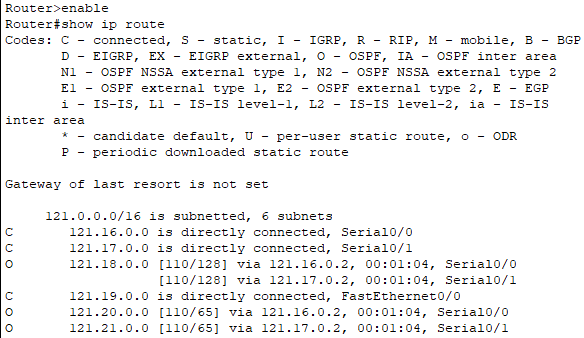 Router>enable
Router#show ip route
Codes: C - connected, S - static, I - IGRP, R - RIP, M - mobile, B - BGP
D - EIGRP, EX - EIGRP external, O - OSPF, IA - OSPF inter area
N1 - OSPF NSSA external type 1, N2 - OSPF NSSA external type 2
E1 - OSPF external type 1, E2 - OSPF external type 2, E - EGP
i - IS-IS, L1 - IS-IS level-1, L2 - IS-IS level-2, ia - IS-IS
inter area
* - candidate default, U - per-user static route, o - ODR
P - periodic downloaded static route
Gateway of last resort is not set
121.0.0.0/16 is subnetted, 6 subnets
C 121.16.0.0 is directly connected, Serial0/0
C 121.17.0.0 is directly connected, Serial0/1
O 121.18.0.0 [110/128] via 121.16.0.2, 00:01:04, Serial0/0
[110/128] via 121.17.0.2, 00:01:04, Serial0/1
C 121.19.0.0 is directly connected, FastEthernet0/0
O 121.20.0.0 [110/65] via 121.16.0.2, 00:01:04, Serial0/0
O 121.21.0.0 [110/65] via 121.17.0.2, 00:01:04, Serial0/1